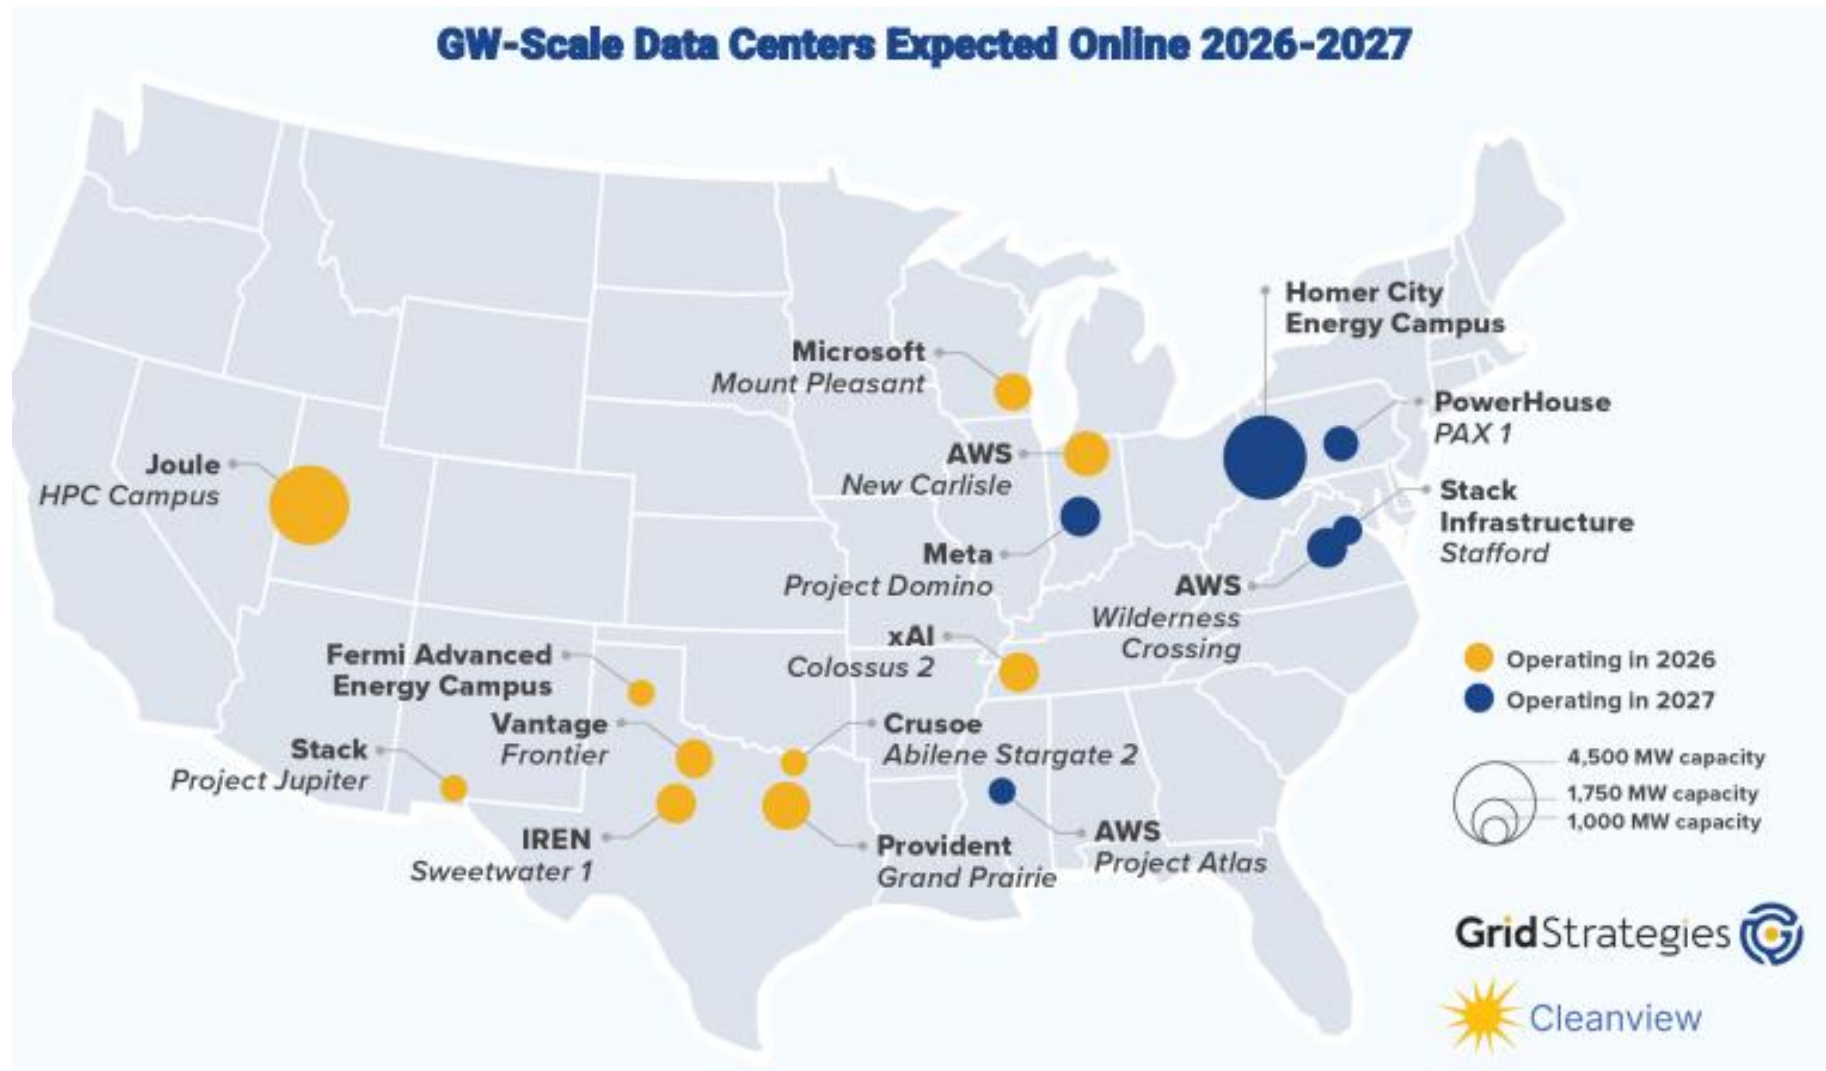 GW-Scale Data Centers Expected Online 2026-2027
Homer City
Energy Campus
Microsoft
Mount Pleasant
PowerHouse
PAX 1
AWS
New Carlisle
Joule
HPC Campus
Stack
Infrastructure
Stafford
Meta
Project Domino
AWS
Wilderness
Crossing
xAI
Colossus 2
Fermi Advanced
Energy Campus
Vantage
Frontier
Crusoe
Abilene Stargate 2
Stack
Project Jupiter
IREN
Sweetwater 1
Provident
Grand Prairie
AWS
Project Atlas
Operating in 2026
Operating in 2027
4,500 MW capacity
1,750 MW capacity
1,000 MW capacity
GridStrategies
Cleanview